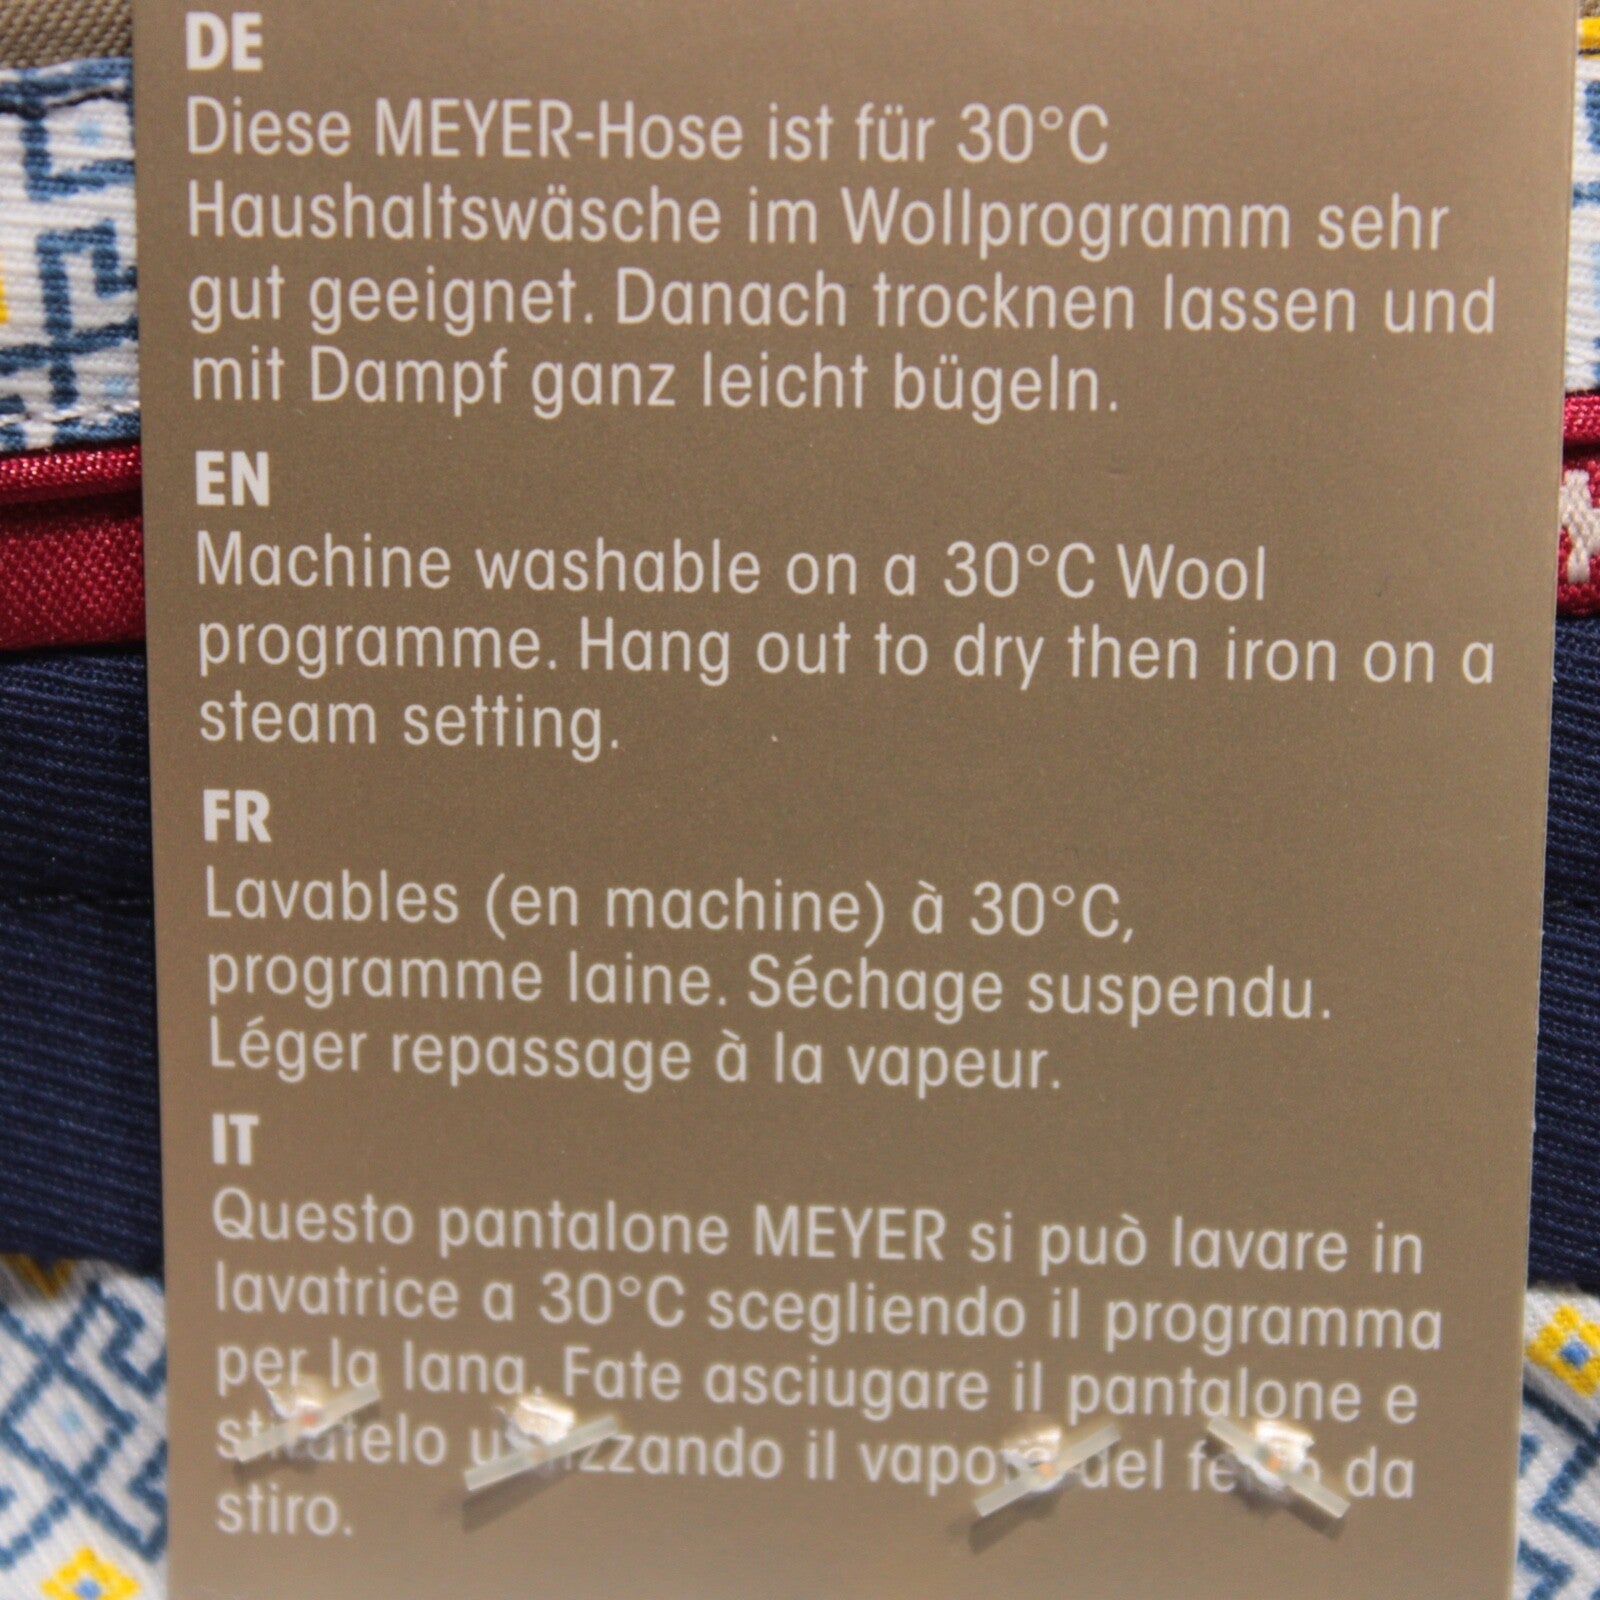 DE
Diese MEYER-Hose ist für 30°C
Haushaltswäsche im Wollprogramm sehr
gut geeignet. Danach trocknen lassen und
mit Dampf ganz leicht bügeln.
EN
Machine washable on a 30°C Wool
programme. Hang out to dry then iron on a
steam setting.
FR
Lavables (en machine) à 30°C,
programme laine. Séchage suspendu.
Léger repassage à la vapeur.
IT
Questo pantalone MEYER si può lavare in
lavatrice a 30°C scegliendo il programma
per la lana. Fate asciugare il pantalone e
stiratelo utilizzando il vapore del ferro da
stiro.